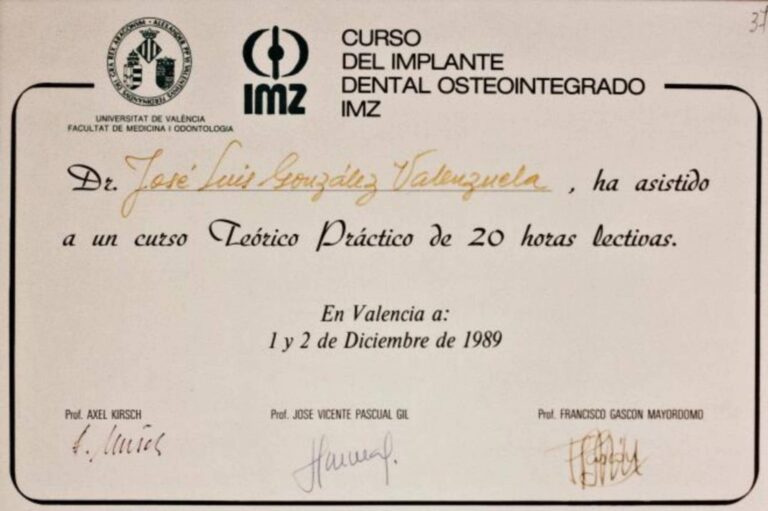 37
UNIVERSITAT DE VALÈNCIA
FACULTAT DE MEDICINA I ODONTOLOGIA
IMZ
CURSO
DEL IMPLANTE
DENTAL OSTEOINTEGRADO
IMZ
Dr. José Luis González Valenzuela, ha asistido
a un curso Teórico Práctico de 20 horas lectivas.
En Valencia a:
1 y 2 de Diciembre de 1989
Prof. AXEL KIRSCH
Prof. JOSE VICENTE PASCUAL GIL
Prof. FRANCISCO GASCON MAYORDOMO